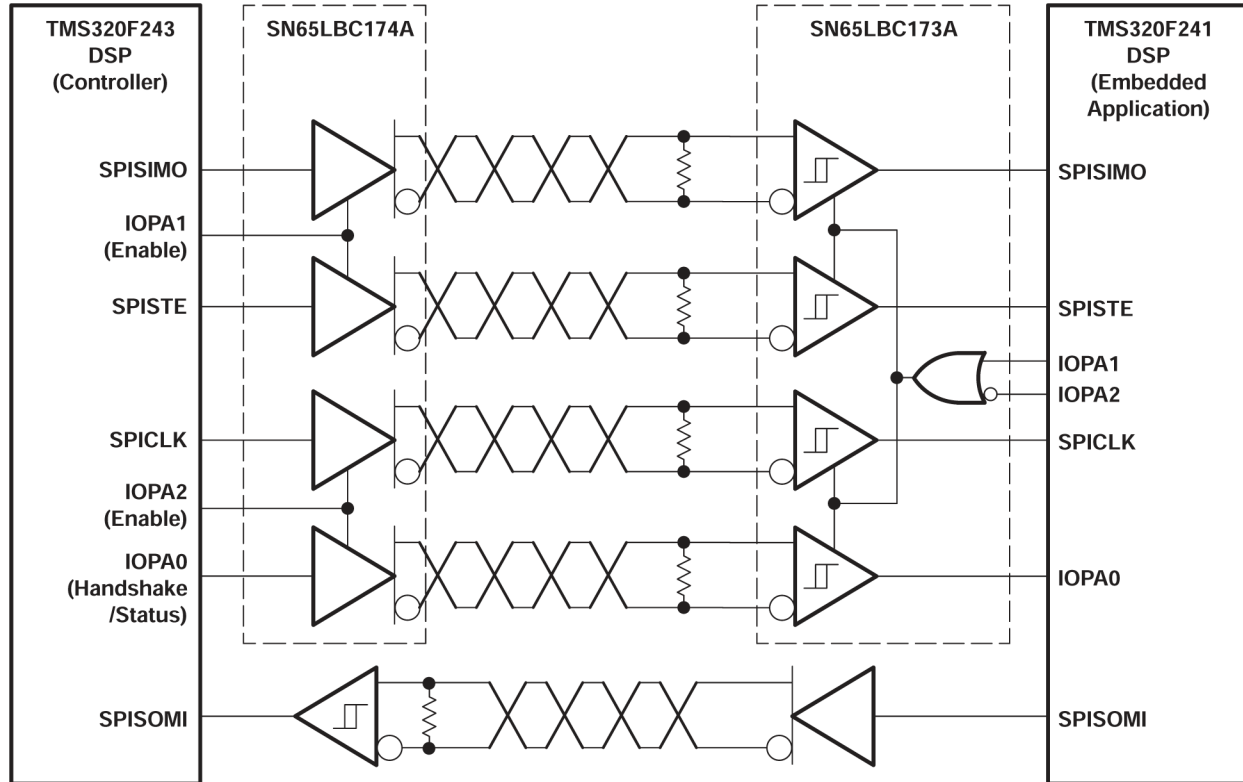 TMS320F243
DSP
(Controller)
SN65LBC174A
SN65LBC173A
TMS320F241
DSP
(Embedded
Application)
SPISIMO
SPISIMO
IOPA1
(Enable)
SPISTE
SPISTE
IOPA1
IOPA2
SPICLK
SPICLK
IOPA2
(Enable)
IOPA0
(Handshake
/Status)
IOPA0
SPISOMI
SPISOMI